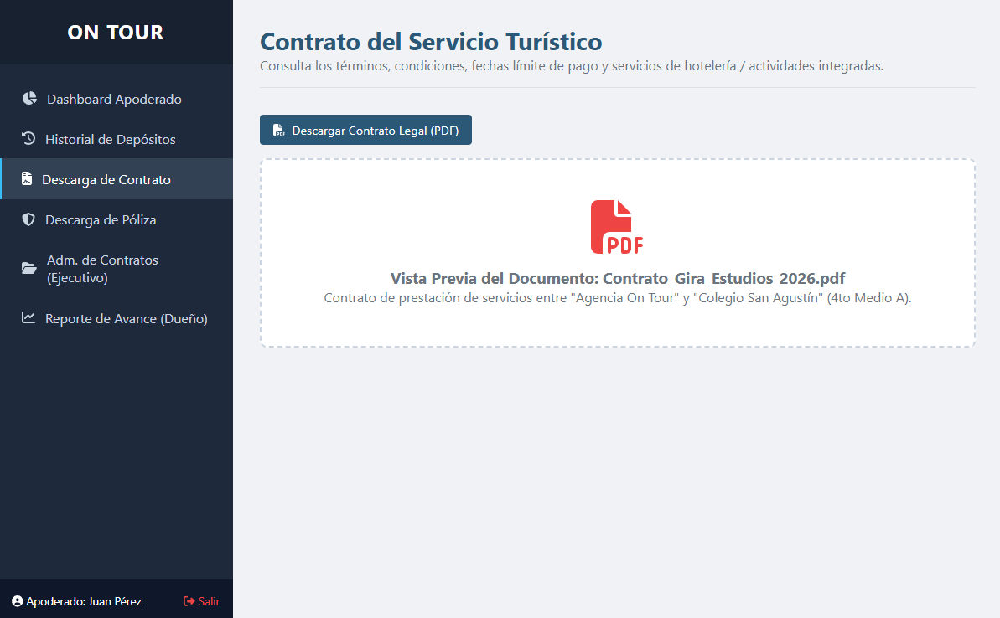 ON TOUR
Dashboard Apoderado
Historial de Depósitos
Descarga de Contrato
Descarga de Póliza
Adm. de Contratos
(Ejecutivo)
Reporte de Avance (Dueño)
Apoderado: Juan Pérez
Salir
Contrato del Servicio Turístico
Consulta los términos, condiciones, fechas límite de pago y servicios de hotelería / actividades integradas.
PDF
Descargar Contrato Legal (PDF)
PDF
Vista Previa del Documento: Contrato_Gira_Estudios_2026.pdf
Contrato de prestación de servicios entre "Agencia On Tour" y "Colegio San Agustín" (4to Medio A).